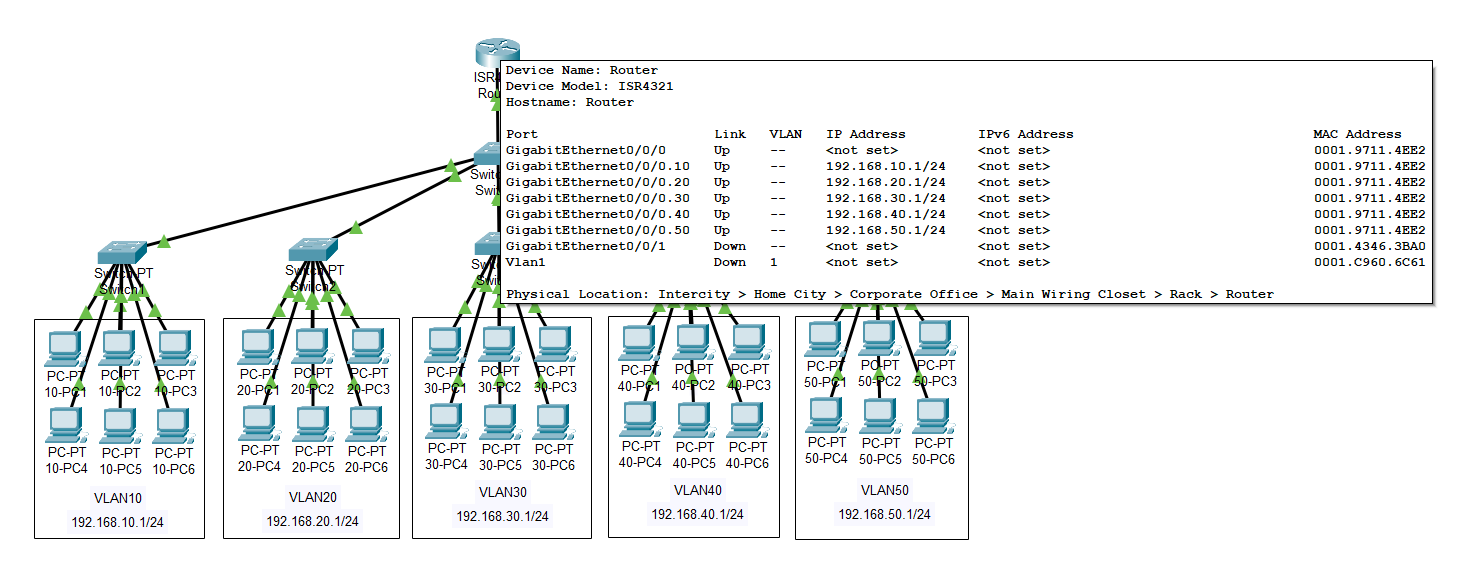 ISR4
Rou
Device Name: Router
Device Model: ISR4321
Hostname: Router
Port Link VLAN IP Address IPv6 Address MAC Address
GigabitEthernet0/0/0 Up -- <not set> <not set> 0001.9711.4EE2
GigabitEthernet0/0/0.10 Up -- 192.168.10.1/24 <not set> 0001.9711.4EE2
GigabitEthernet0/0/0.20 Up -- 192.168.20.1/24 <not set> 0001.9711.4EE2
GigabitEthernet0/0/0.30 Up -- 192.168.30.1/24 <not set> 0001.9711.4EE2
GigabitEthernet0/0/0.40 Up -- 192.168.40.1/24 <not set> 0001.9711.4EE2
GigabitEthernet0/0/0.50 Up -- 192.168.50.1/24 <not set> 0001.9711.4EE2
GigabitEthernet0/0/1 Down -- <not set> <not set> 0001.4346.3BA0
Vlan1 Down 1 <not set> <not set> 0001.C960.6C61
Physical Location: Intercity > Home City > Corporate Office > Main Wiring Closet > Rack > Router
Switc
Swit
Switch-PT
Switch1
Switch-PT
Switch2
Switc
Swit
PC-PT
10-PC1
PC-PT
10-PC2
PC-PT
10-PC3
PC-PT
10-PC4
PC-PT
10-PC5
PC-PT
10-PC6
VLAN10
192.168.10.1/24
PC-PT
20-PC1
PC-PT
20-PC2
PC-PT
20-PC3
PC-PT
20-PC4
PC-PT
20-PC5
PC-PT
20-PC6
VLAN20
192.168.20.1/24
PC-PT
30-PC1
PC-PT
30-PC2
PC-PT
30-PC3
PC-PT
30-PC4
PC-PT
30-PC5
PC-PT
30-PC6
VLAN30
192.168.30.1/24
PC-PT
40-PC1
PC-PT
40-PC2
PC-PT
40-PC3
PC-PT
40-PC4
PC-PT
40-PC5
PC-PT
40-PC6
VLAN40
192.168.40.1/24
PC-PT
50-PC1
PC-PT
50-PC2
PC-PT
50-PC3
PC-PT
50-PC4
PC-PT
50-PC5
PC-PT
50-PC6
VLAN50
192.168.50.1/24